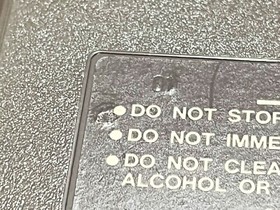 ● DO NOT STOR
● DO NOT IMME
● DO NOT CLEA
ALCOHOL OR